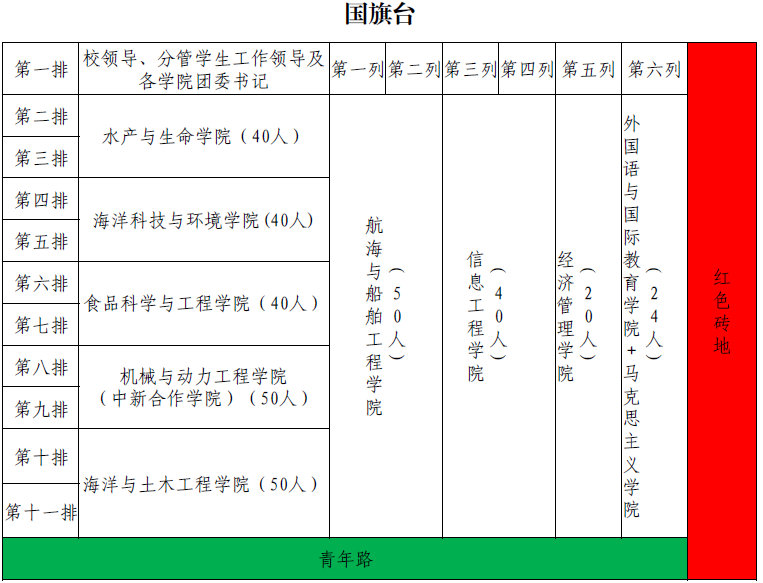 国旗台
第一排
校领导、分管学生工作领导及
各学院团委书记
第一列
第二列
第三列
第四列
第五列
第六列
第二排
第三排
水产与生命学院（40人）
第四排
第五排
海洋科技与环境学院(40人)
第六排
第七排
食品科学与工程学院（40人）
第八排
第九排
机械与动力工程学院
（中新合作学院）（50人）
第十排
第十一排
海洋与土木工程学院（50人）
航海与船舶工程学院
（50人）
信息工程学院
（40人）
经济管理学院
（20人）
外国语与国际教育学院+马克思主义学院
（24人）
红色砖地
青年路